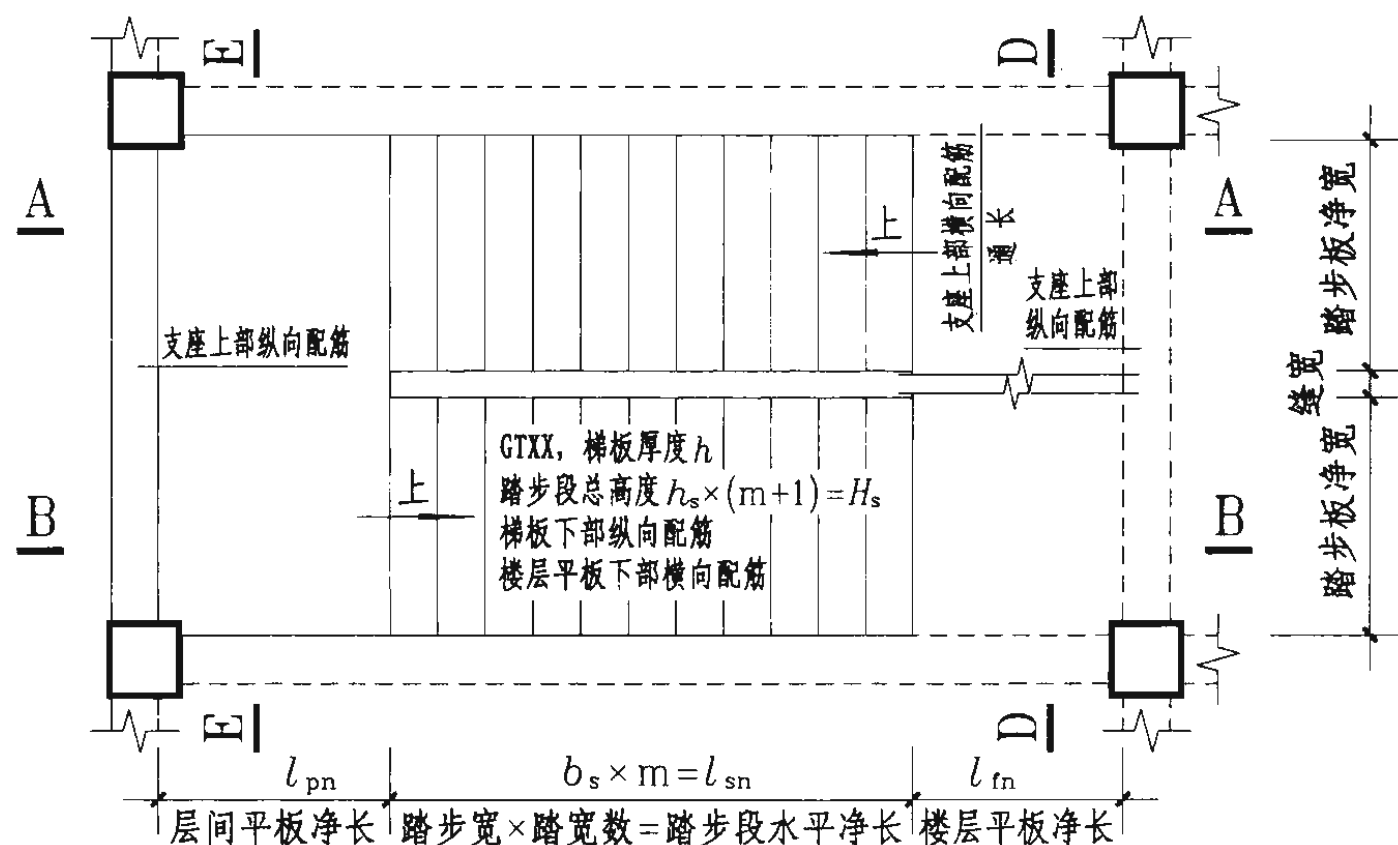 E
D
A
A
支座上部横向配筋
通长
上
支座上部
纵向配筋
踏步板净宽
支座上部纵向配筋
缝宽
GTXX, 梯板厚度h
踏步段总高度hs×(m+1)=Hs
梯板下部纵向配筋
楼层平板下部横向配筋
上
踏步板净宽
B
B
E
D
lpn
bs×m=lsn
lfn
层间平板净长
踏步宽×踏宽数=踏步段水平净长
楼层平板净长